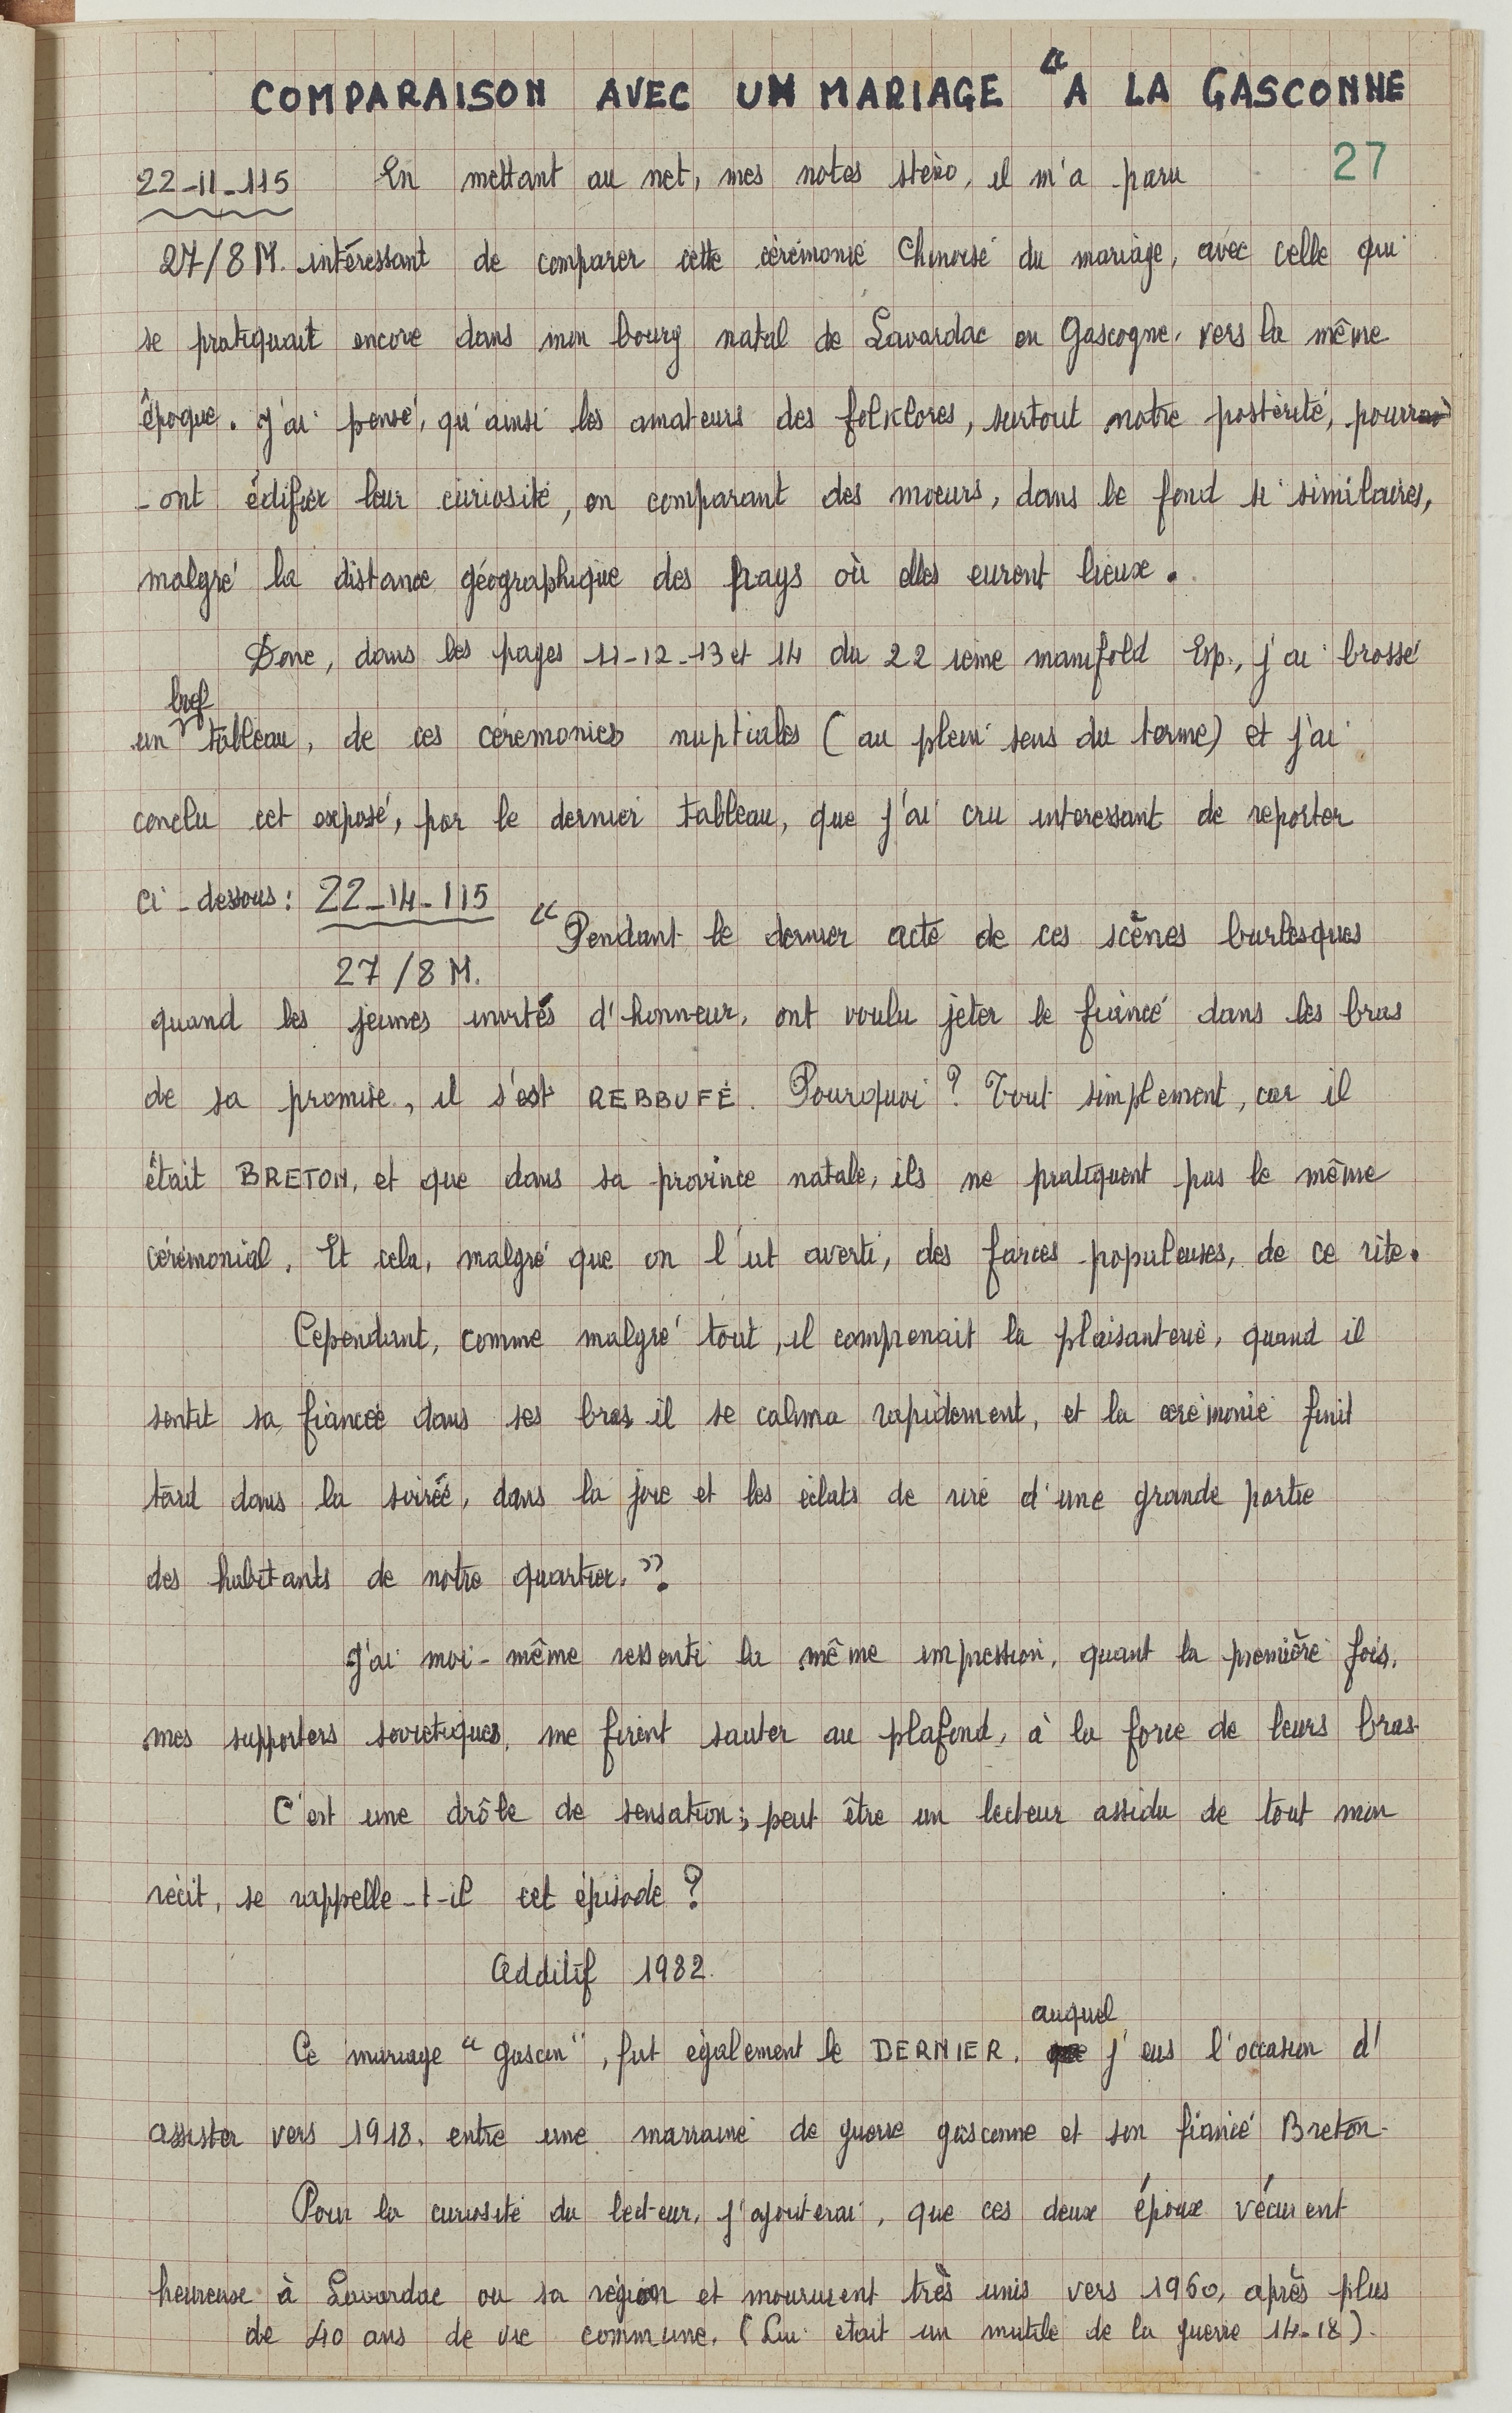 COMPARAISON AVEC UN MARIAGE "A LA GASCONNE
27
22-11-115 En mettant au net, mes notes sténo, il m'a paru
27/8 M. intéressant de comparer cette cérémonie Chinoise du mariage, avec celle qui
se pratiquait encore dans mon bourg natal de Lavardac en Gascogne, vers la même
époque. J'ai pensé, qu'ainsi les amateurs des folklores, surtout notre postérité, pourr
-ont édifier leur curiosité, en comparant des moeurs, dans le fond si similaires,
malgré la distance géographique des pays où elles eurent lieux.
Donc, dans les pages 11-12-13 et 14 du 22 ième manifold Esp., j'ai brossé
bref
un tableau, de ces cérémonies nuptiales (au plein sens du terme) et j'ai
conclu cet exposé, par le dernier tableau, que j'ai cru interessant de reporter
ci-dessous: 22-14-115
"Pendant le dernier acte de ces scènes burlesques
27/8 M.
quand les jeunes invités d'honneur, ont voulu jeter le fiancé dans les bras
de sa promise, il s'est REBBUFÉ. Pourquoi? Tout simplement, car il
était BRETON, et que dans sa province natale, ils ne pratiquent pas le même
cérémonial. Et cela, malgré que on l'ut averti, des farces populeuses, de ce rite.
Cependant, comme malgré tout, il comprenait la plaisanterie, quand il
sentit sa fiancée dans ses bras il se calma rapidement, et la cérémonie finit
tard dans la soirée, dans la joie et les éclats de rire d'une grande partie
des habitants de notre quartier."
J'ai moi-même ressenti la même impression, quant la première fois,
mes supporters soviétiques, me firent sauter au plafond, à la force de leurs bras.
C'est une drôle de sensation; peut être un lecteur assidu de tout mon
récit, se rappelle-t-il cet épisode?
Additif 1982.
auquel
Ce mariage "gascon", fut également le DERNIER, j'eus l'occasion d'
assister vers 1918, entre une marraine de guerre gasconne et son fiancé Breton-
Pour la curiosité du lecteur, j'ajouterai, que ces deux époux vécurent
heureuse à Lavardac ou sa région et moururent très unis vers 1960, après plus
de 40 ans de vie commune. (Lui était un mutilé de la guerre 14-18).